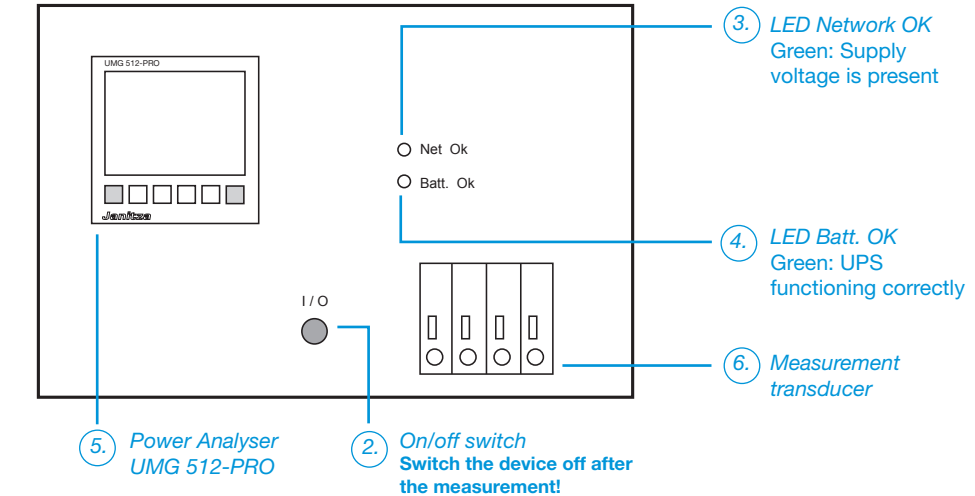 UMG 512-PRO
Janitza
Net Ok
Batt. Ok
I / O
3. LED Network OK
Green: Supply
voltage is present
4. LED Batt. OK
Green: UPS
functioning correctly
6. Measurement
transducer
5. Power Analyser
UMG 512-PRO
2. On/off switch
Switch the device off after
the measurement!